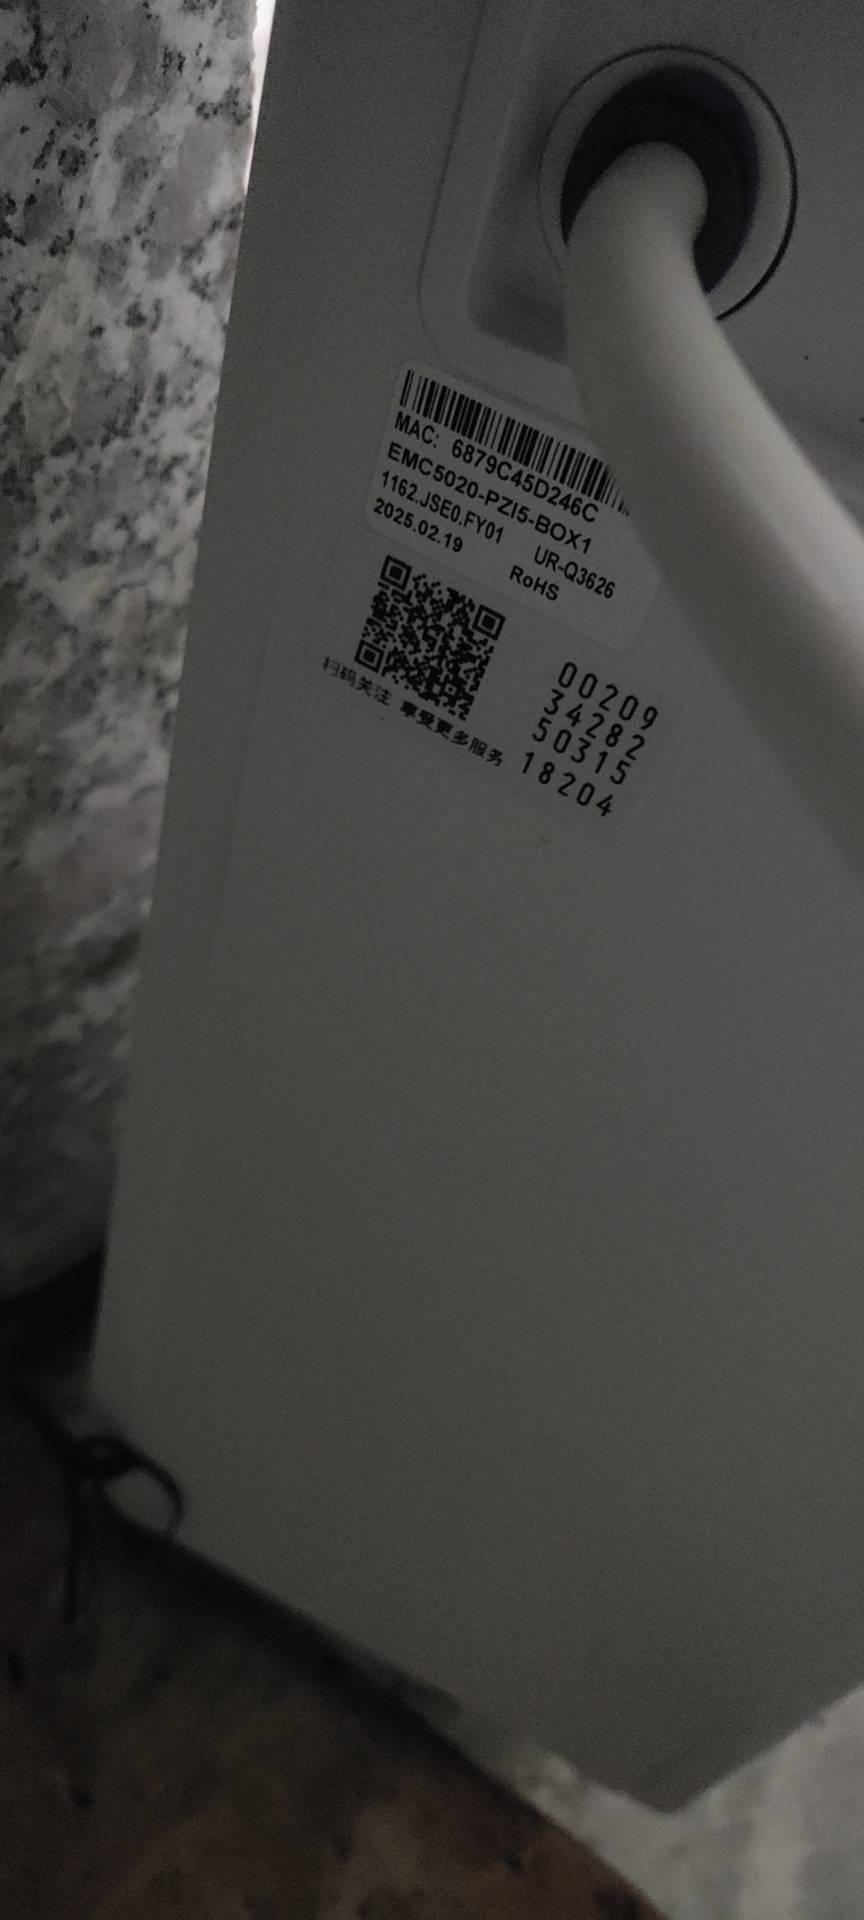 MAC: 6879C45D246C
EMC5020-PZI5-BOX1
1162.JSE0.FY01 UR-Q3626
2025.02.19 RoHS
扫码关注 享受更多服务
00209
34282
50315
18204